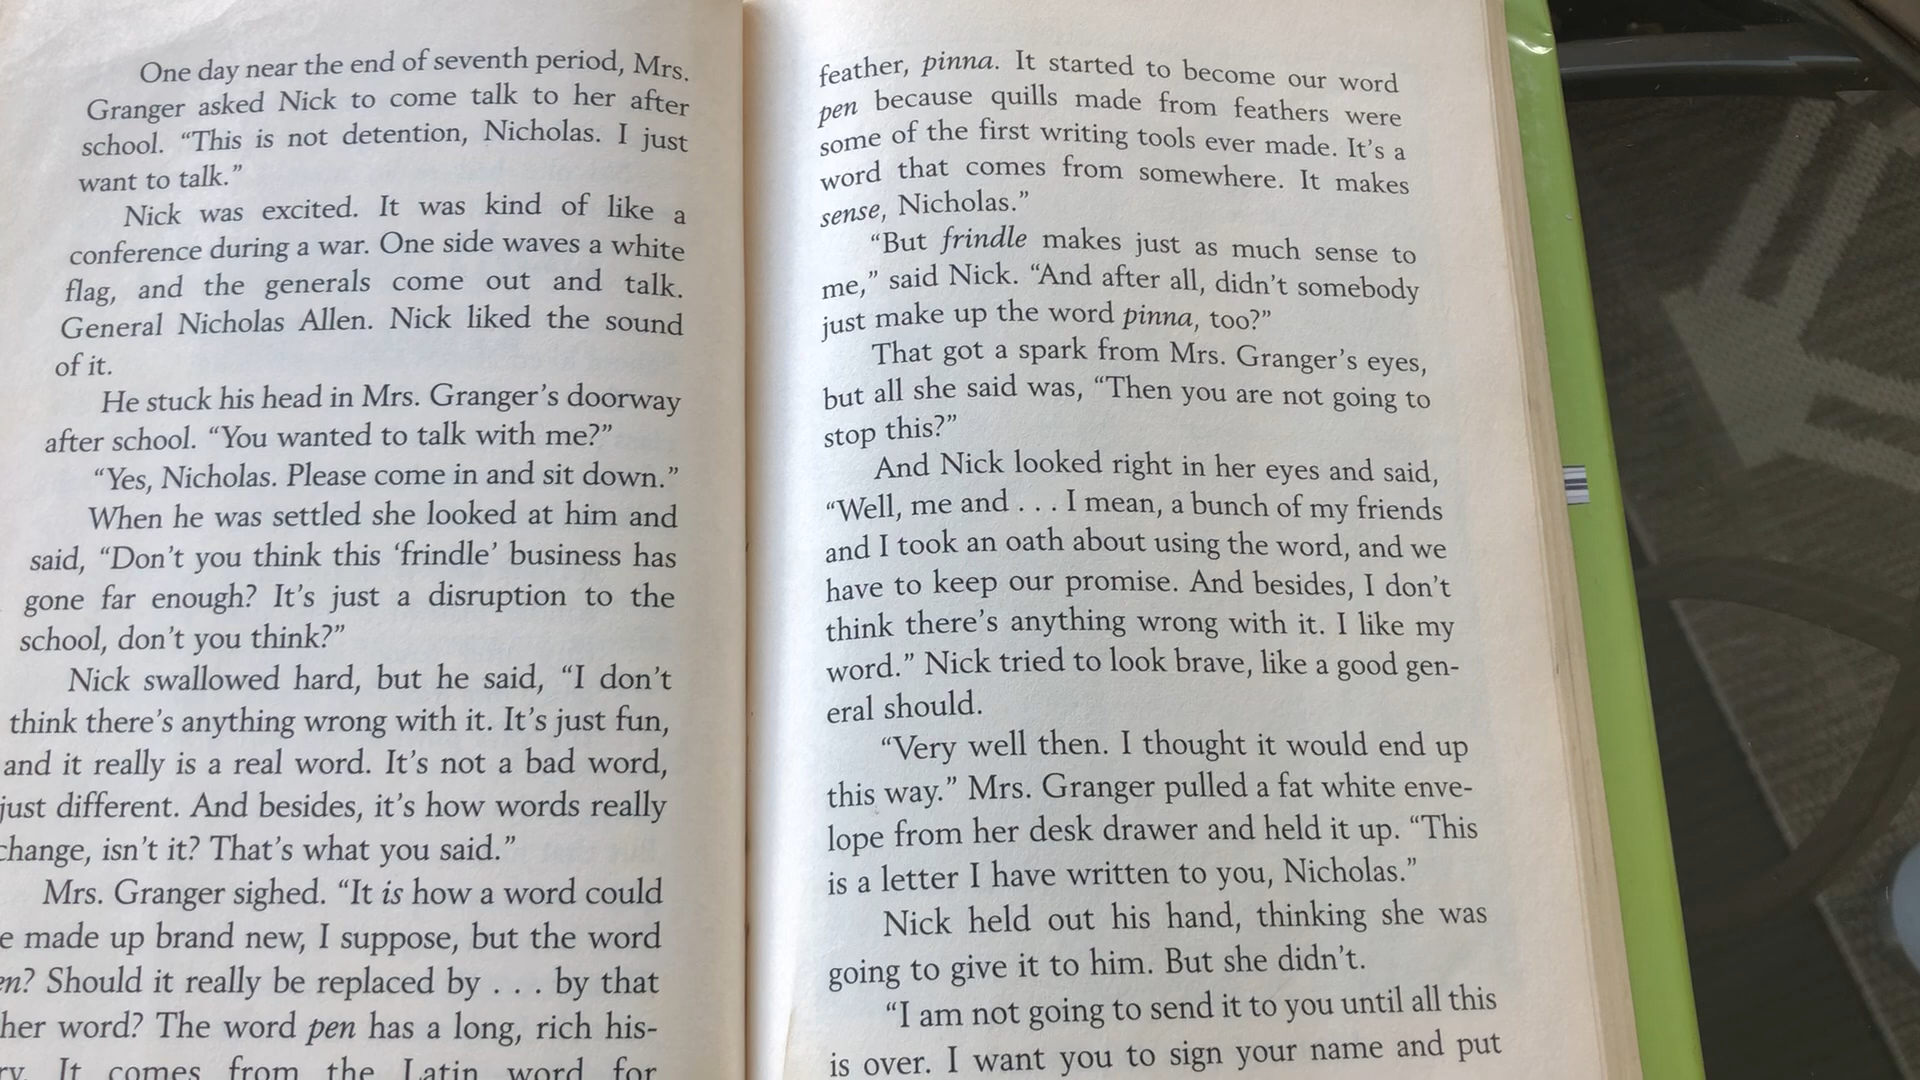 One day near the end of seventh period, Mrs.
Granger asked Nick to come talk to her after
school. “This is not detention, Nicholas. I just
want to talk.”
Nick was excited. It was kind of like a
conference during a war. One side waves a white
flag, and the generals come out and talk.
General Nicholas Allen. Nick liked the sound
of it.
He stuck his head in Mrs. Granger’s doorway
after school. “You wanted to talk with me?”
“Yes, Nicholas. Please come in and sit down.”
When he was settled she looked at him and
said, “Don’t you think this ‘frindle’ business has
gone far enough? It’s just a disruption to the
school, don’t you think?”
Nick swallowed hard, but he said, “I don’t
think there’s anything wrong with it. It’s just fun,
and it really is a real word. It’s not a bad word,
just different. And besides, it’s how words really
change, isn’t it? That’s what you said.”
Mrs. Granger sighed. “It is how a word could
made up brand new, I suppose, but the word
Should it really be replaced by . . . by that
word? The word pen has a long, rich his-
It comes from the Latin word for
feather, pinna. It started to become our word
pen because quills made from feathers were
some of the first writing tools ever made. It’s a
word that comes from somewhere. It makes
sense, Nicholas.”
“But frindle makes just as much sense to
me,” said Nick. “And after all, didn’t somebody
just make up the word pinna, too?”
That got a spark from Mrs. Granger’s eyes,
but all she said was, “Then you are not going to
stop this?”
And Nick looked right in her eyes and said,
“Well, me and . . . I mean, a bunch of my friends
and I took an oath about using the word, and we
have to keep our promise. And besides, I don’t
think there’s anything wrong with it. I like my
word.” Nick tried to look brave, like a good gen-
eral should.
“Very well then. I thought it would end up
this way.” Mrs. Granger pulled a fat white enve-
lope from her desk drawer and held it up. “This
is a letter I have written to you, Nicholas.”
Nick held out his hand, thinking she was
going to give it to him. But she didn’t.
“I am not going to send it to you until all this
is over. I want you to sign your name and put